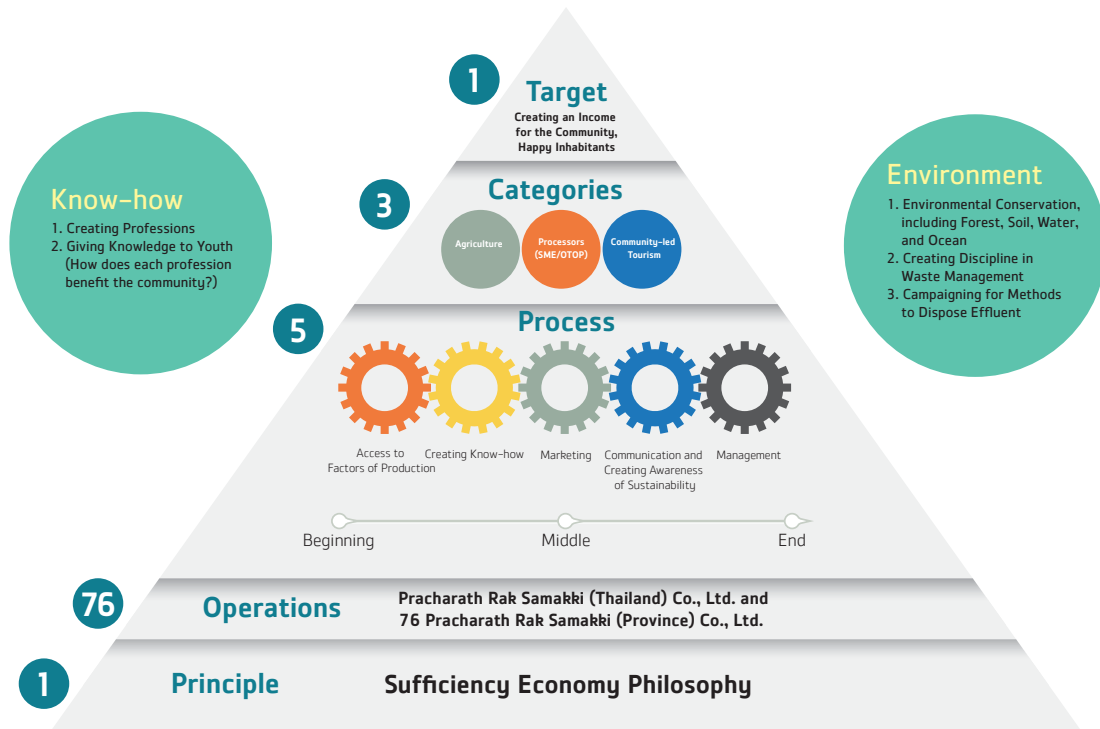 1
Target
Creating an Income
for the Community,
Happy Inhabitants
Know-how
1. Creating Professions
2. Giving Knowledge to Youth
(How does each profession
benefit the community?)
Environment
1. Environmental Conservation,
including Forest, Soil, Water,
and Ocean
2. Creating Discipline in
Waste Management
3. Campaigning for Methods
to Dispose Effluent
3
Categories
Agriculture
Processors
(SME/OTOP)
Community-led
Tourism
5
Process
Access to
Factors of Production
Creating Know-how
Marketing
Communication and
Creating Awareness
of Sustainability
Management
Beginning
Middle
End
76
Operations
Pracharath Rak Samakki (Thailand) Co., Ltd. and
76 Pracharath Rak Samakki (Province) Co., Ltd.
1
Principle
Sufficiency Economy Philosophy